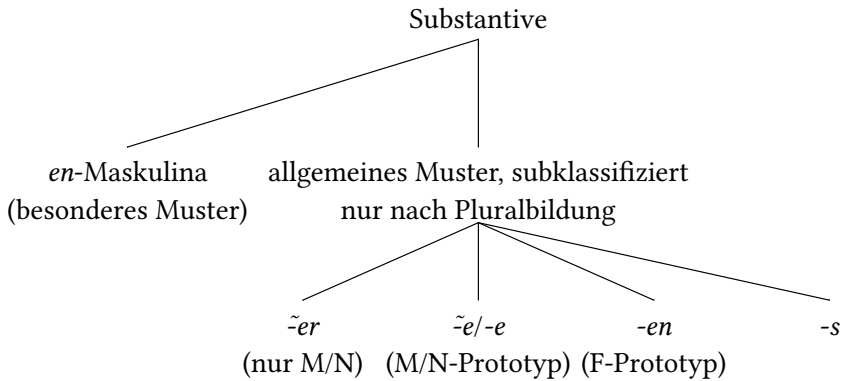 Substantive
en-Maskulina allgemeines Muster, subklassifiziert
(besonderes Muster) nur nach Pluralbildung
-̃er -̃e/-e -en -s
(nur M/N) (M/N-Prototyp) (F-Prototyp)